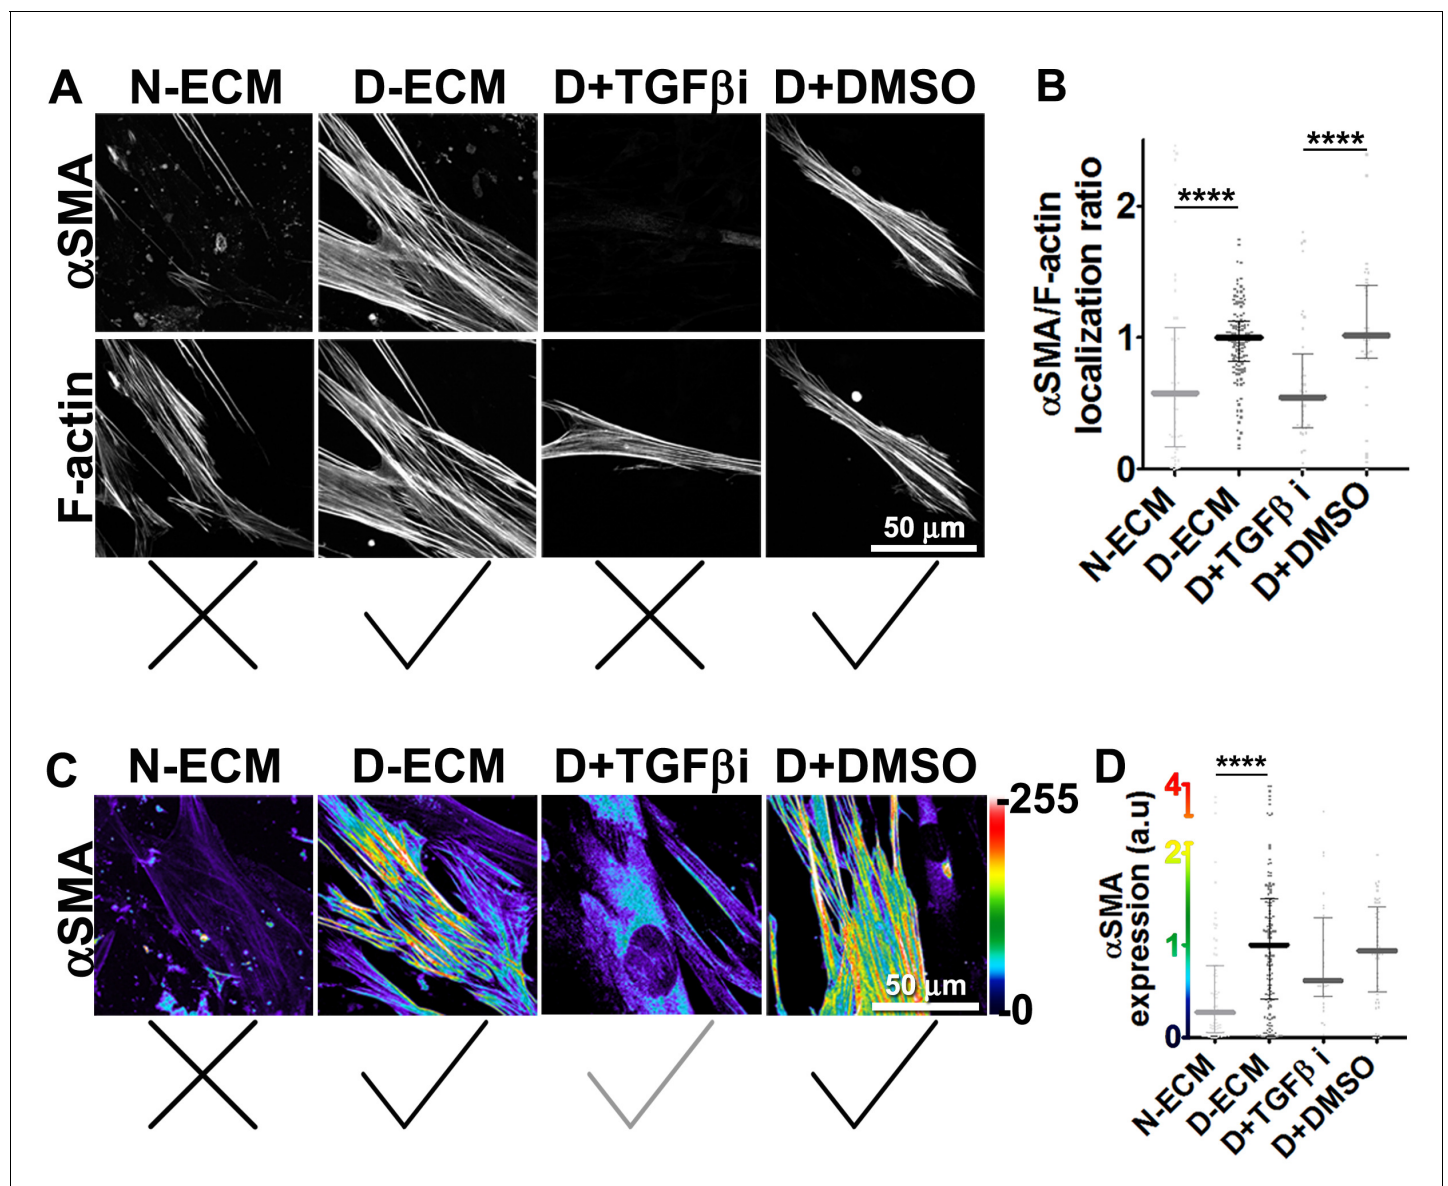 A
N-ECM D-ECM D+TGFβi D+DMSO
αSMA
F-actin
50 μm
B
αSMA/F-actin
localization ratio
2
1
0
****
****
N-ECM
D-ECM
D+TGFβ i
D+DMSO
C
N-ECM D-ECM D+TGFβi D+DMSO
αSMA
50 μm
-255
-0
D
αSMA
expression (a.u)
4
2
1
0
****
N-ECM
D-ECM
D+TGFβ i
D+DMSO